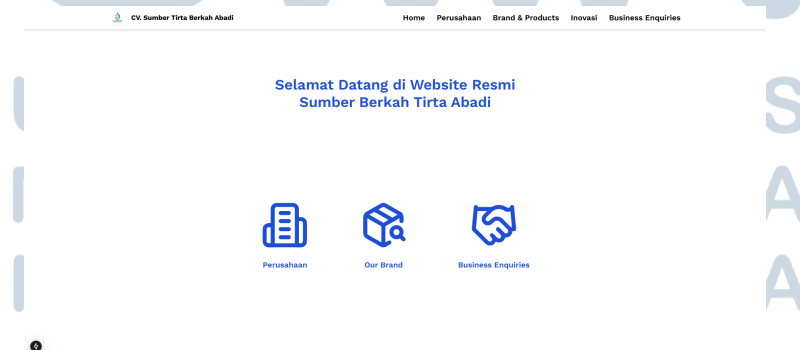 CV. Sumber Tirta Berkah Abadi
Home Perusahaan Brand & Products Inovasi Business Enquiries
Selamat Datang di Website Resmi
Sumber Berkah Tirta Abadi
Perusahaan Our Brand Business Enquiries